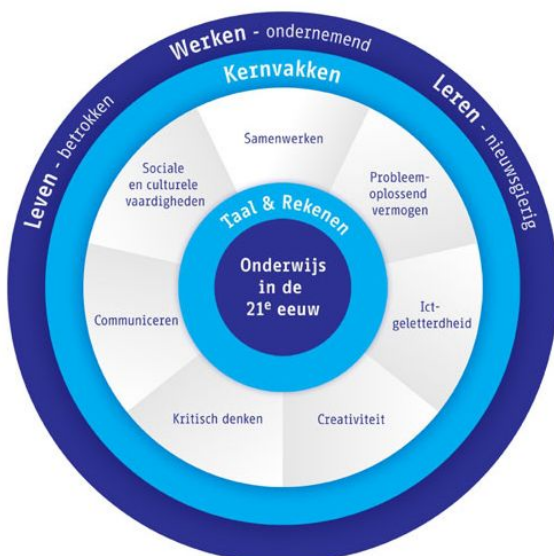 Werken - ondernemend
Leven - betrokken
Leren - nieuwsgierig
Kernvakken
Samenwerken
Sociale
en culturele
vaardigheden
Probleem-
oplossend
vermogen
Taal & Rekenen
Onderwijs
in de
21e eeuw
Communiceren
Ict-
geletterdheid
Kritisch denken
Creativiteit